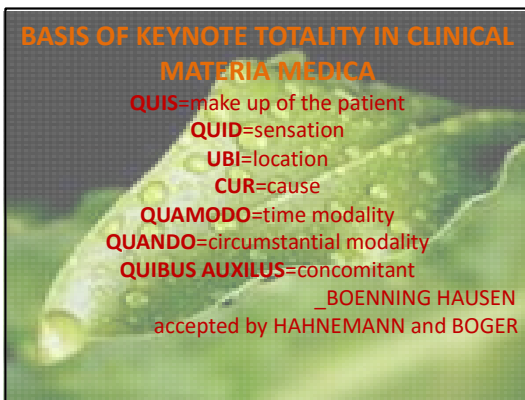 BASIS OF KEYNOTE TOTALITY IN CLINICAL
MATERIA MEDICA
QUIS=make up of the patient
QUID=sensation
UBI=location
CUR=cause
QUAMODO=time modality
QUANDO=circumstantial modality
QUIBUS AUXILUS=concomitant
_BOENNING HAUSEN
accepted by HAHNEMANN and BOGER